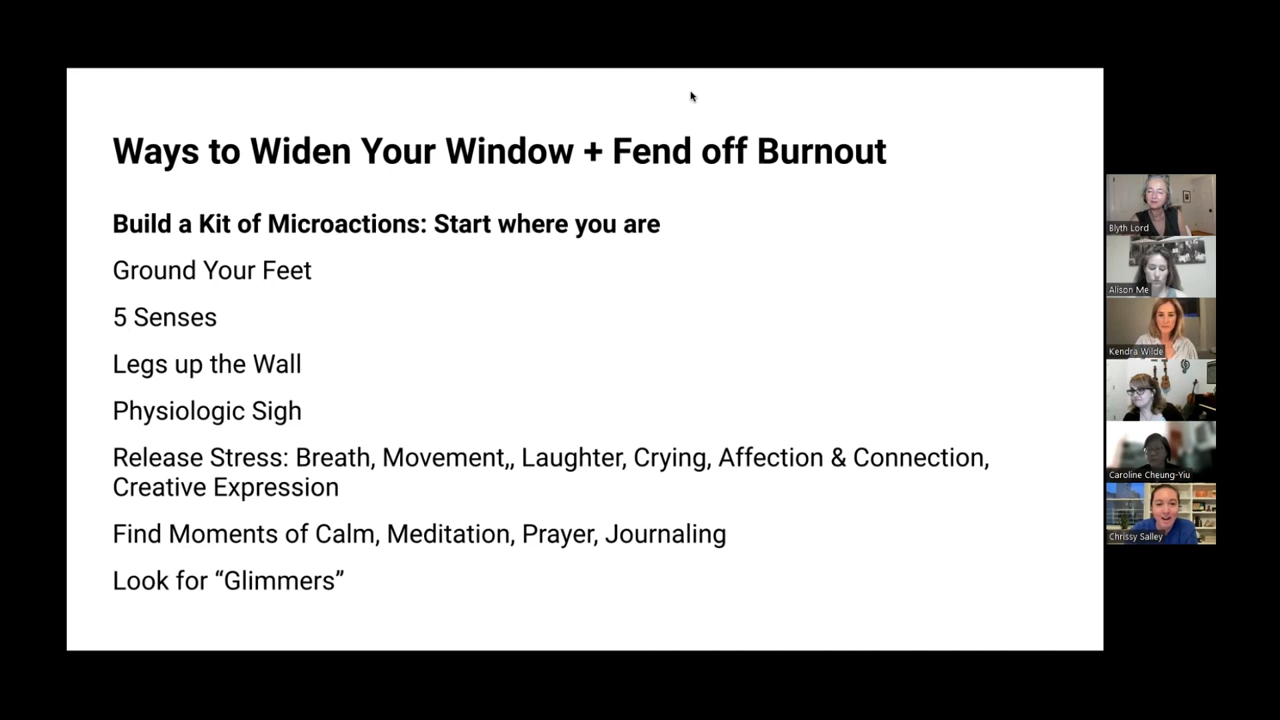 Ways to Widen Your Window + Fend off Burnout
Build a Kit of Microactions: Start where you are
Ground Your Feet
5 Senses
Legs up the Wall
Physiologic Sigh
Release Stress: Breath, Movement,, Laughter, Crying, Affection & Connection,
Creative Expression
Find Moments of Calm, Meditation, Prayer, Journaling
Look for “Glimmers”
Blyth Lord
Alison Me
Kendra Wilde
Caroline Cheung-Yiu
Chrissy Salley